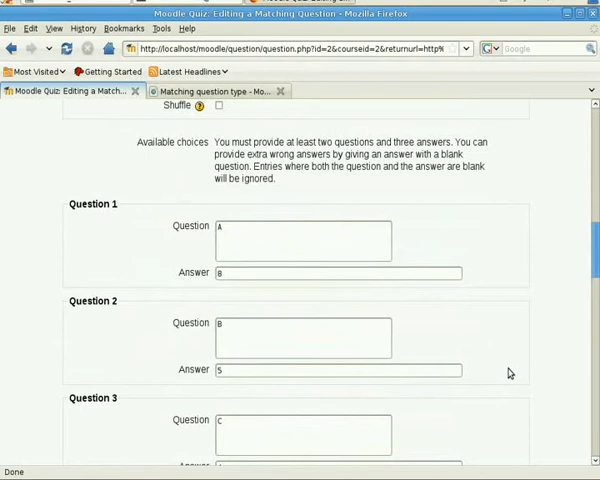 Moodle Quiz: Editing a Matching Question - Mozilla Firefox
File Edit View History Bookmarks Tools Help
http://localhost/moodle/question/question.php?id=2&courseid=2&returnurl=http%
Google
Most Visited Getting Started Latest Headlines
Moodle Quiz: Editing a Match... Matching question type - Mo...
Shuffle
Available choices You must provide at least two questions and three answers. You can
provide extra wrong answers by giving an answer with a blank
question. Entries where both the question and the answer are blank
will be ignored.
Question 1
Question A
Answer 8
Question 2
Question B
Answer 5
Question 3
Question C
Done